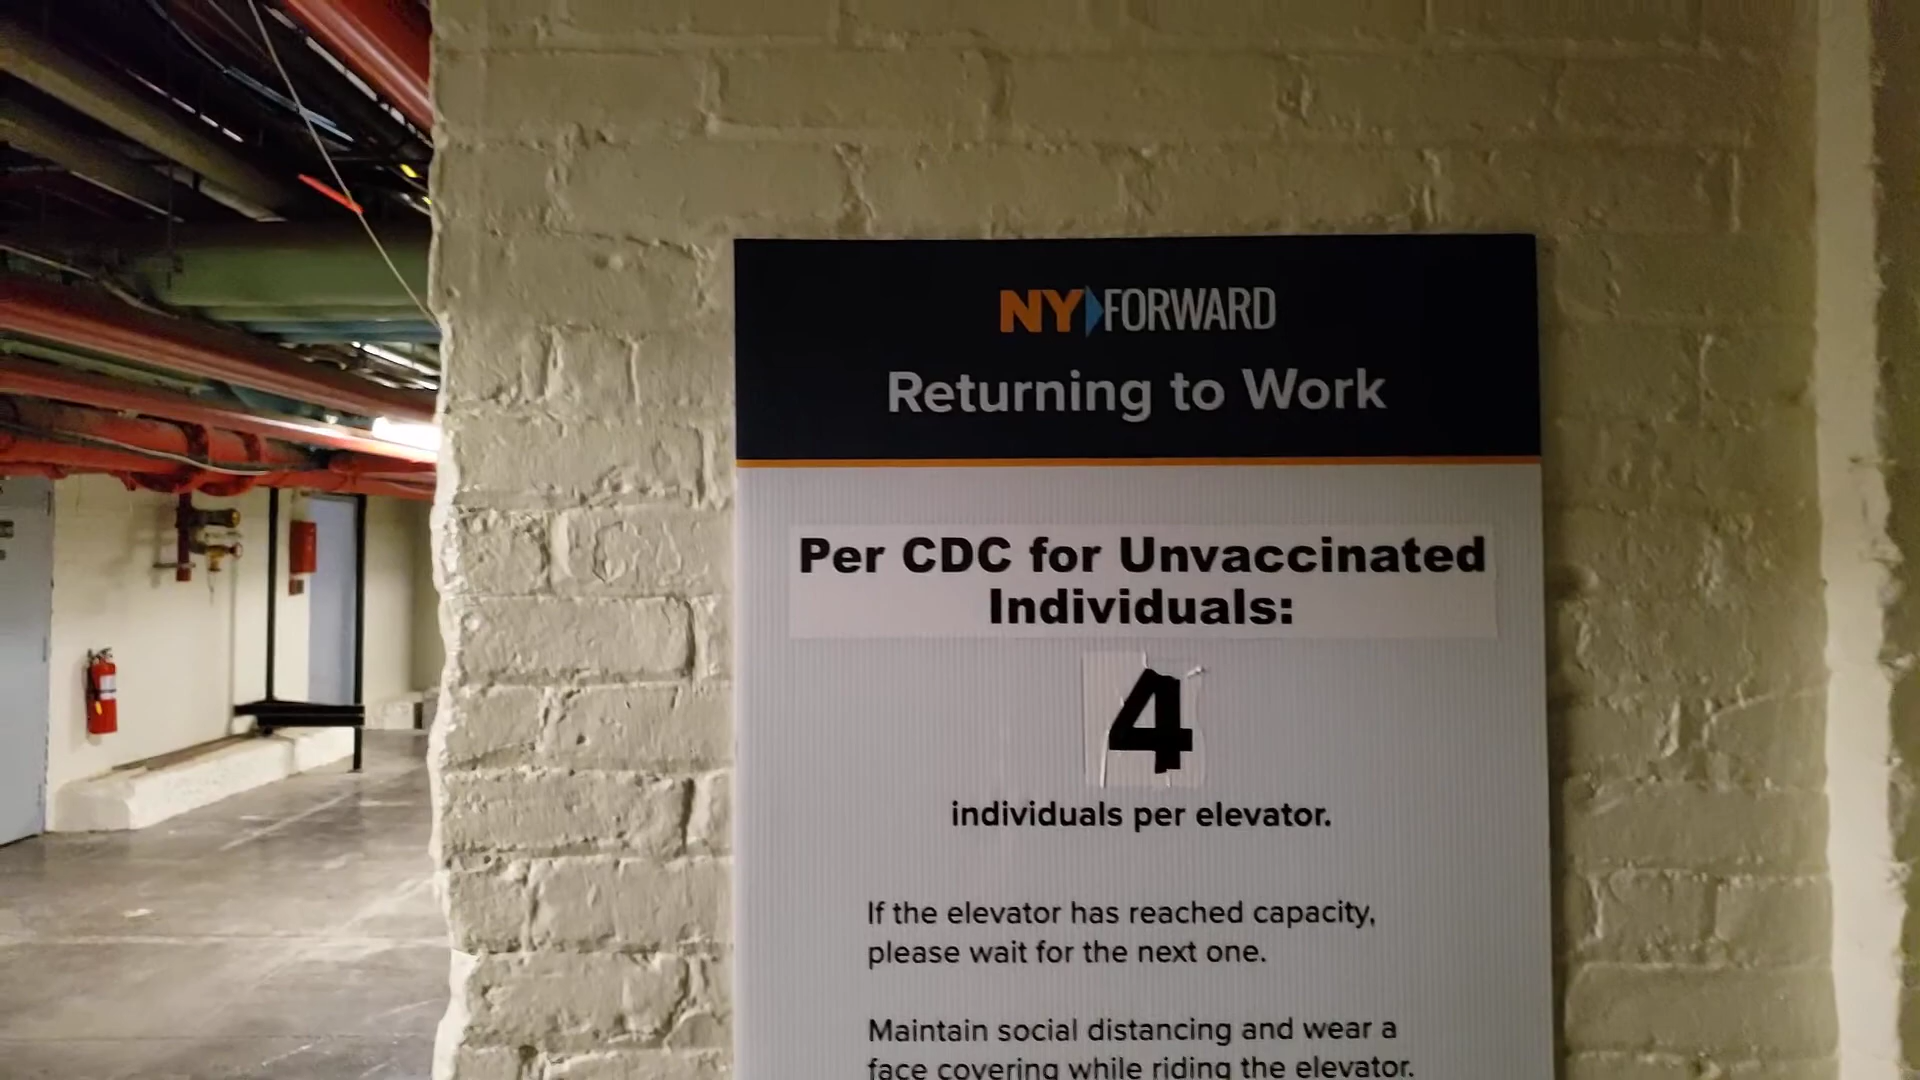 NY FORWARD
Returning to Work
Per CDC for Unvaccinated
Individuals:
4
individuals per elevator.
If the elevator has reached capacity,
please wait for the next one.
Maintain social distancing and wear a
face covering while riding the elevator.